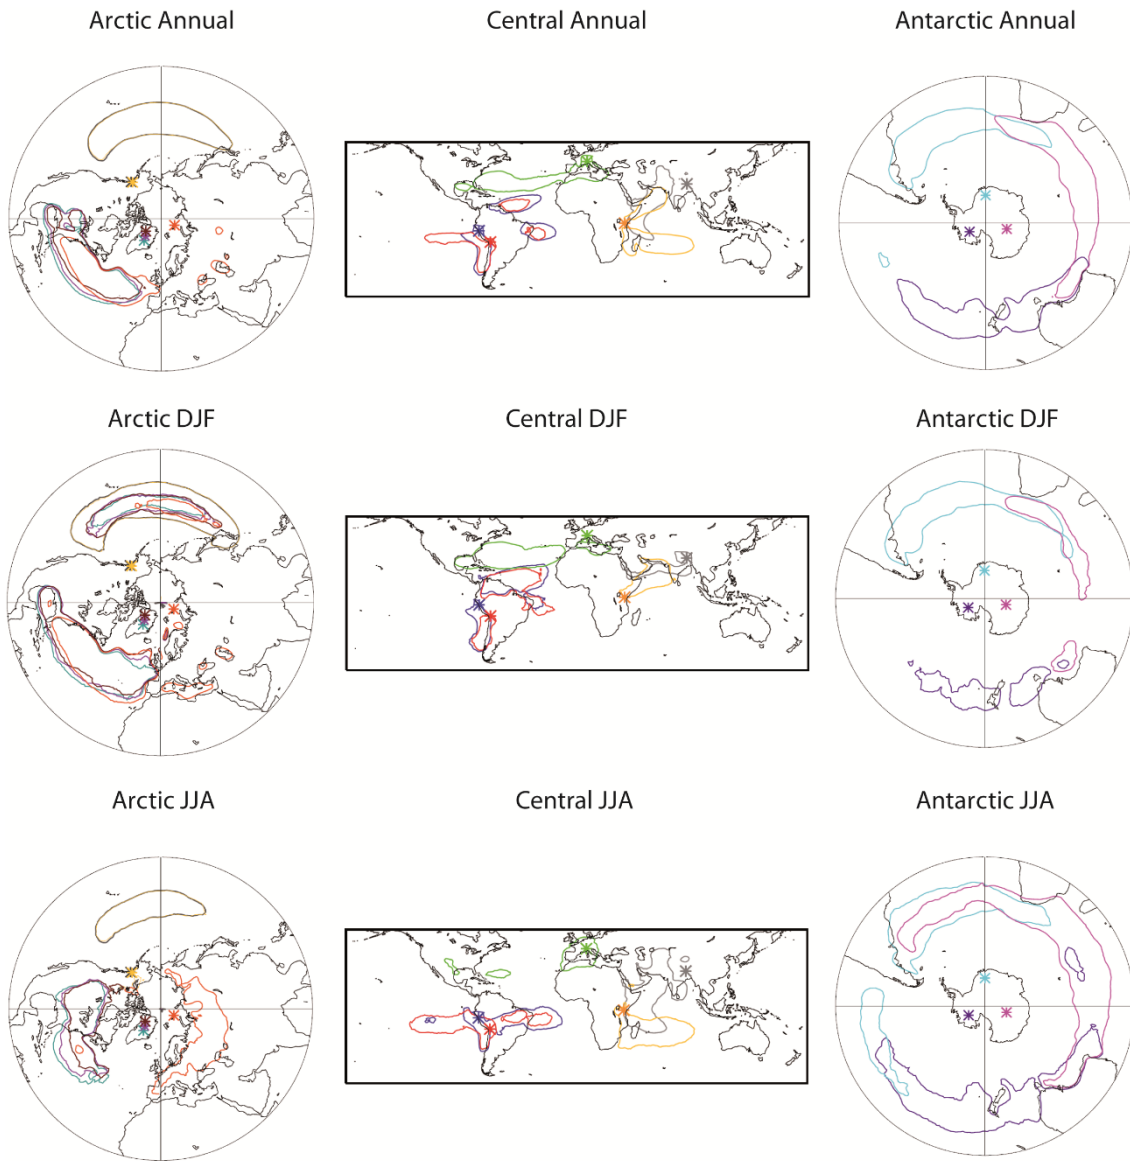 Arctic Annual
Central Annual
Antarctic Annual
Arctic DJF
Central DJF
Antarctic DJF
Arctic JJA
Central JJA
Antarctic JJA